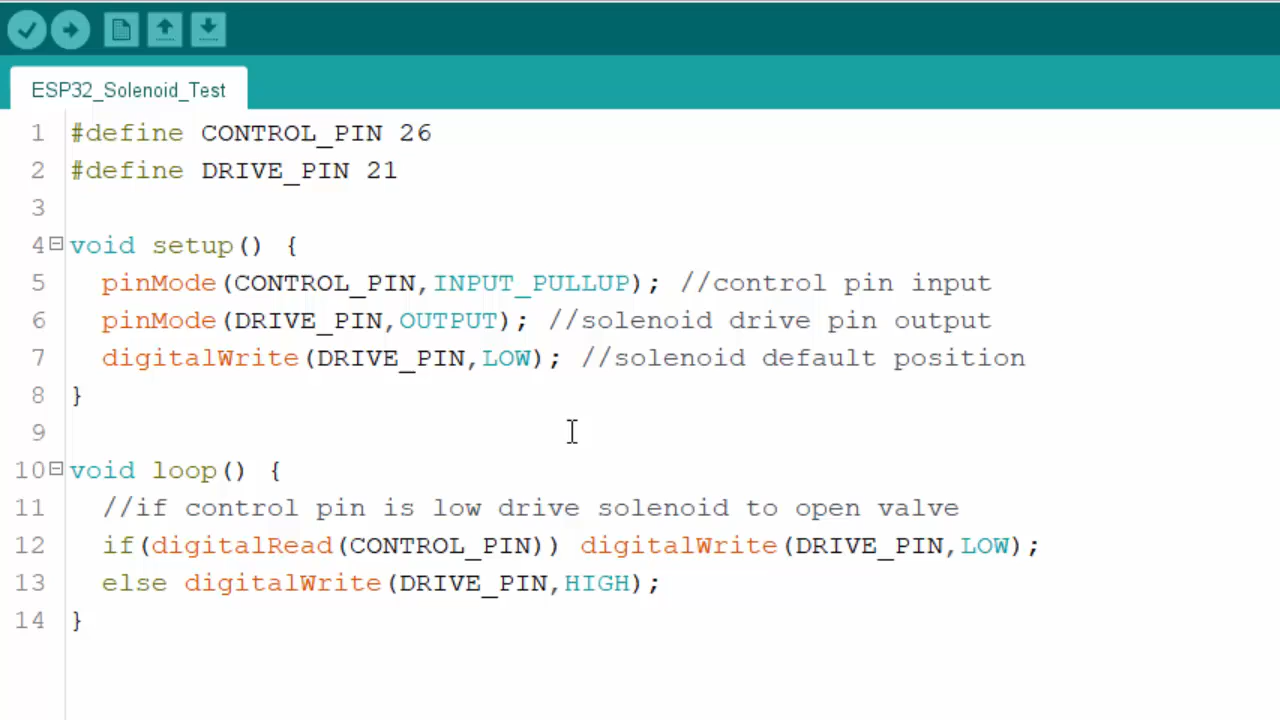 ESP32_Solenoid_Test
1 #define CONTROL_PIN 26
2 #define DRIVE_PIN 21
3
4 void setup() {
5   pinMode(CONTROL_PIN,INPUT_PULLUP); //control pin input
6   pinMode(DRIVE_PIN,OUTPUT); //solenoid drive pin output
7   digitalWrite(DRIVE_PIN,LOW); //solenoid default position
8 }
9
10 void loop() {
11   //if control pin is low drive solenoid to open valve
12   if(digitalRead(CONTROL_PIN)) digitalWrite(DRIVE_PIN,LOW);
13   else digitalWrite(DRIVE_PIN,HIGH);
14 }